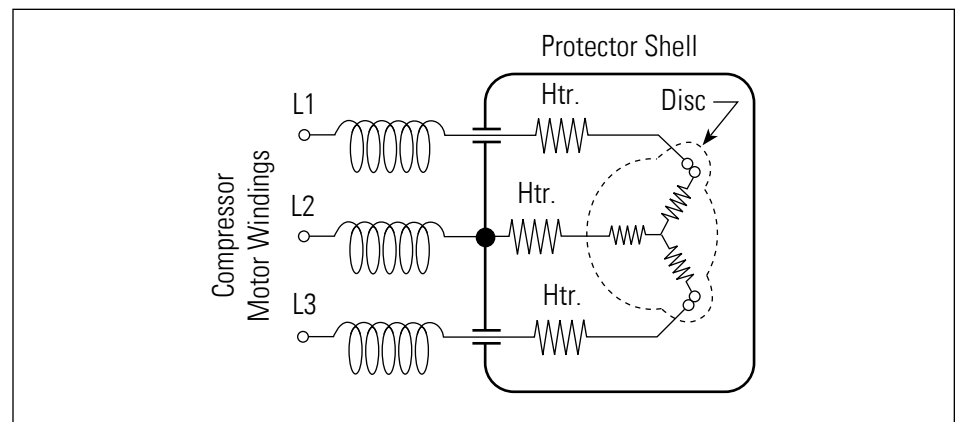 Protector Shell
L1
Htr.
Disc
L2
Htr.
L3
Htr.
Compressor
Motor Windings